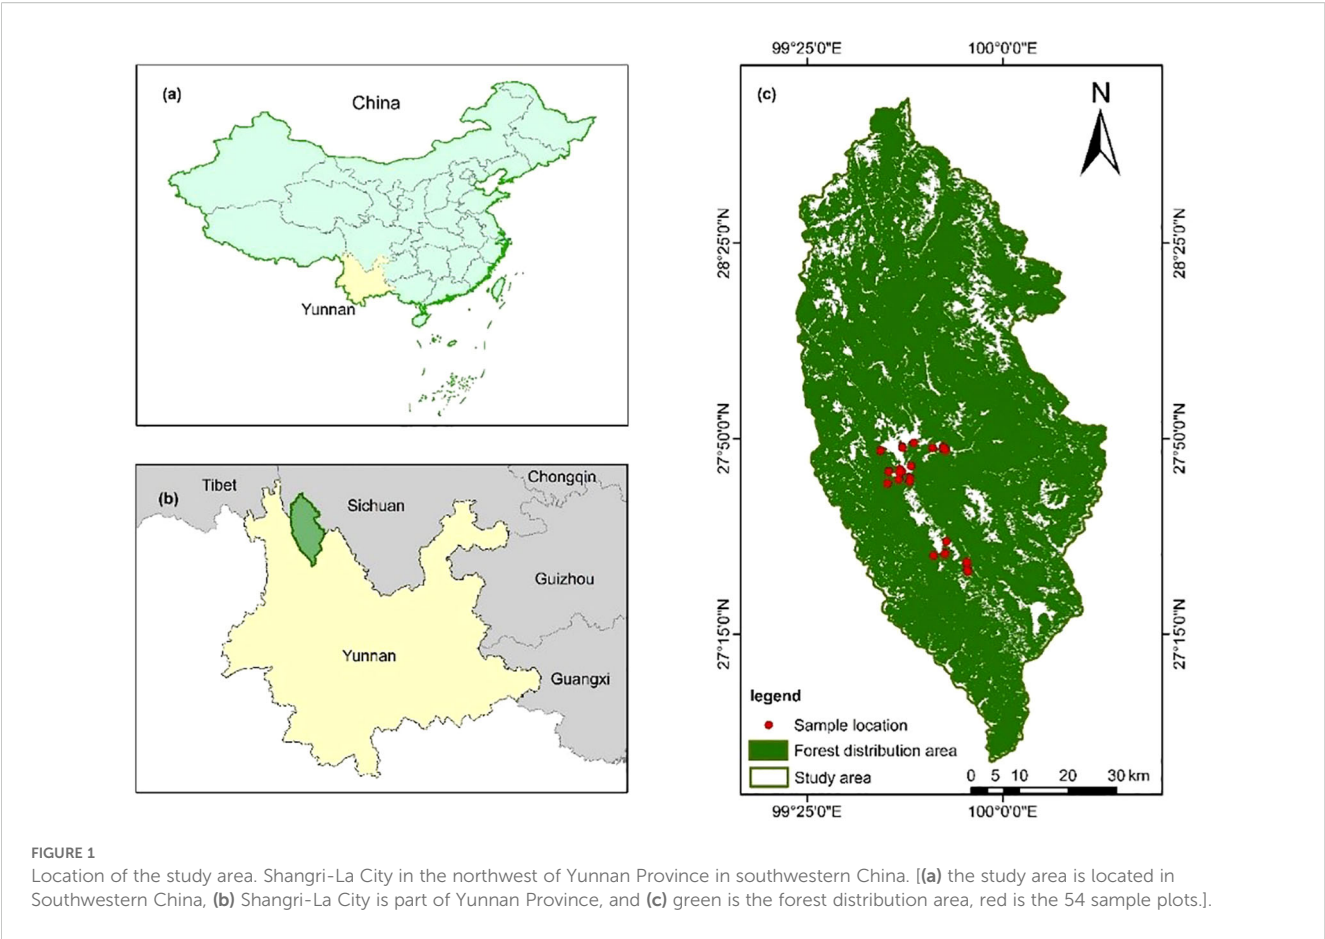 (a)
China
Yunnan
(b)
Tibet
Sichuan
Chongqin
Guizhou
Yunnan
Guangxi
99°25'0"E 100°0'0"E
(c)
N
28°25'0"N 28°25'0"N
27°50'0"N 27°50'0"N
27°15'0"N 27°15'0"N
legend
Sample location
Forest distribution area
Study area
0 5 10 20 30 km
99°25'0"E 100°0'0"E
FIGURE 1
Location of the study area. Shangri-La City in the northwest of Yunnan Province in southwestern China. [(a) the study area is located in
Southwestern China, (b) Shangri-La City is part of Yunnan Province, and (c) green is the forest distribution area, red is the 54 sample plots.].